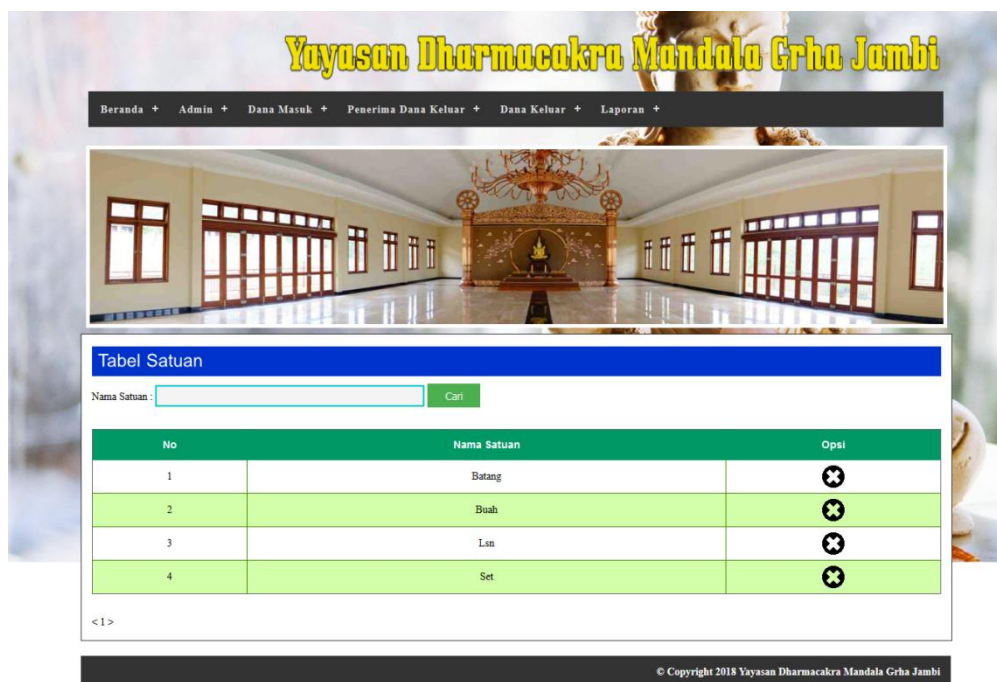 Yayasan Dharmacakra Mandala Grha Jambi
Beranda + Admin + Dana Masuk + Penerima Dana Keluar + Dana Keluar + Laporan +
Tabel Satuan
Nama Satuan : Cari
No Nama Satuan Opsi
1 Batang
2 Buah
3 Lsn
4 Set
< 1 >
© Copyright 2018 Yayasan Dharmacakra Mandala Grha Jambi